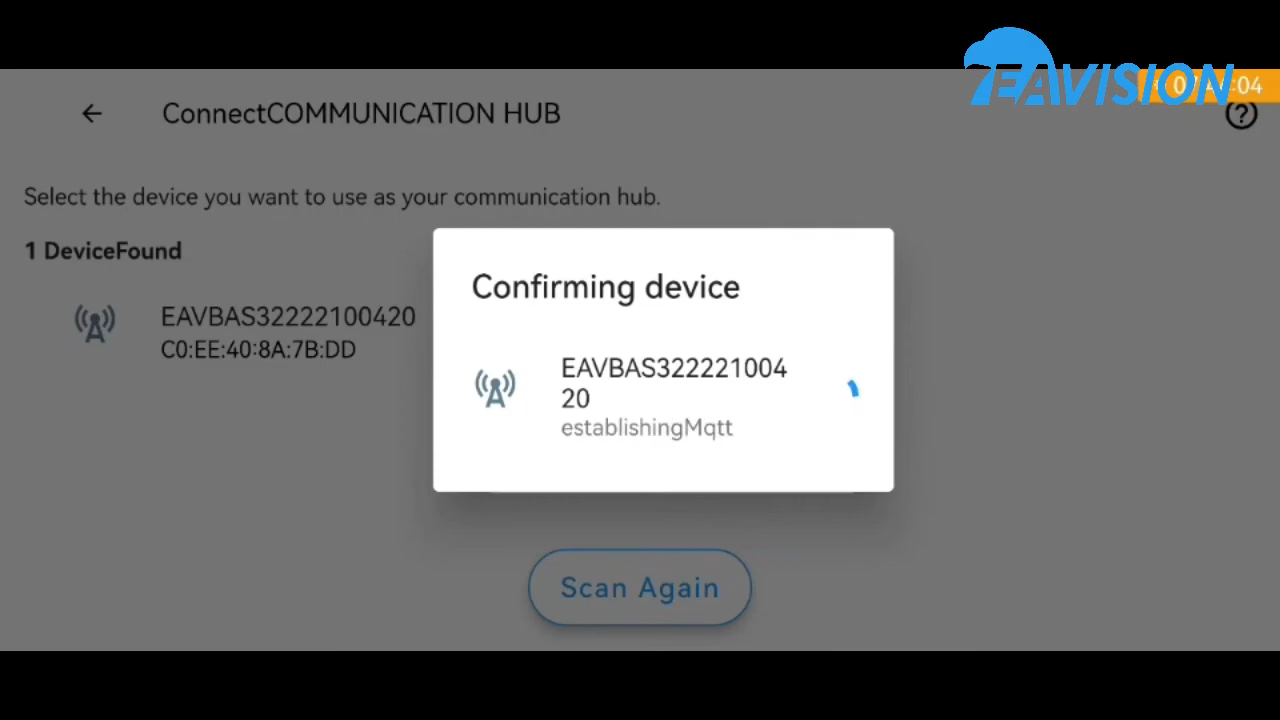 EAVISION
ConnectCOMMUNICATION HUB
Select the device you want to use as your communication hub.
1 DeviceFound
EAVBAS32222100420
C0:EE:40:8A:7B:DD
Confirming device
EAVBAS322221004
20
establishingMqtt
Scan Again